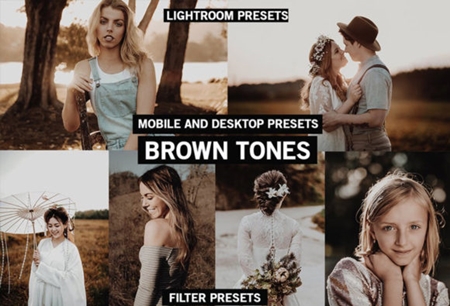 LIGHTROOM PRESETS
MOBILE AND DESKTOP PRESETS
BROWN TONES
FILTER PRESETS